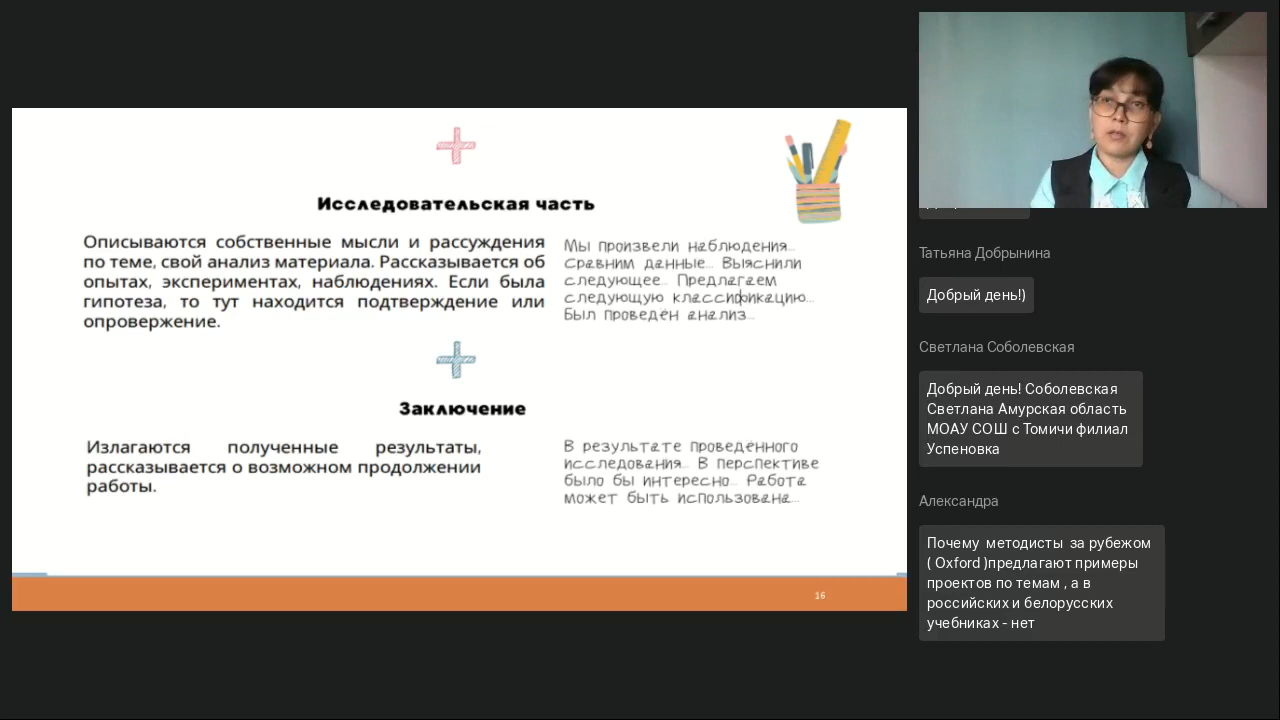 Исследовательская часть
Описываются собственные мысли и рассуждения
по теме, свой анализ материала. Рассказывается об
опытах, экспериментах, наблюдениях. Если была
гипотеза, то тут находится подтверждение или
опровержение.
Мы произвели наблюдения...
Сравним данные... Выяснили
следующее... Предлагаем
следующую классификацию...
Был проведён анализ...
Заключение
Излагаются полученные результаты,
рассказывается о возможном продолжении
работы.
В результате проведённого
исследования... В перспективе
было бы интересно... Работа
может быть использована...
16
Татьяна Добрынина
Добрый день!)
Светлана Соболевская
Добрый день! Соболевская
Светлана Амурская область
МОАУ СОШ с Томичи филиал
Успеновка
Александра
Почему методисты за рубежом
( Oxford )предлагают примеры
проектов по темам , а в
российских и белорусских
учебниках - нет